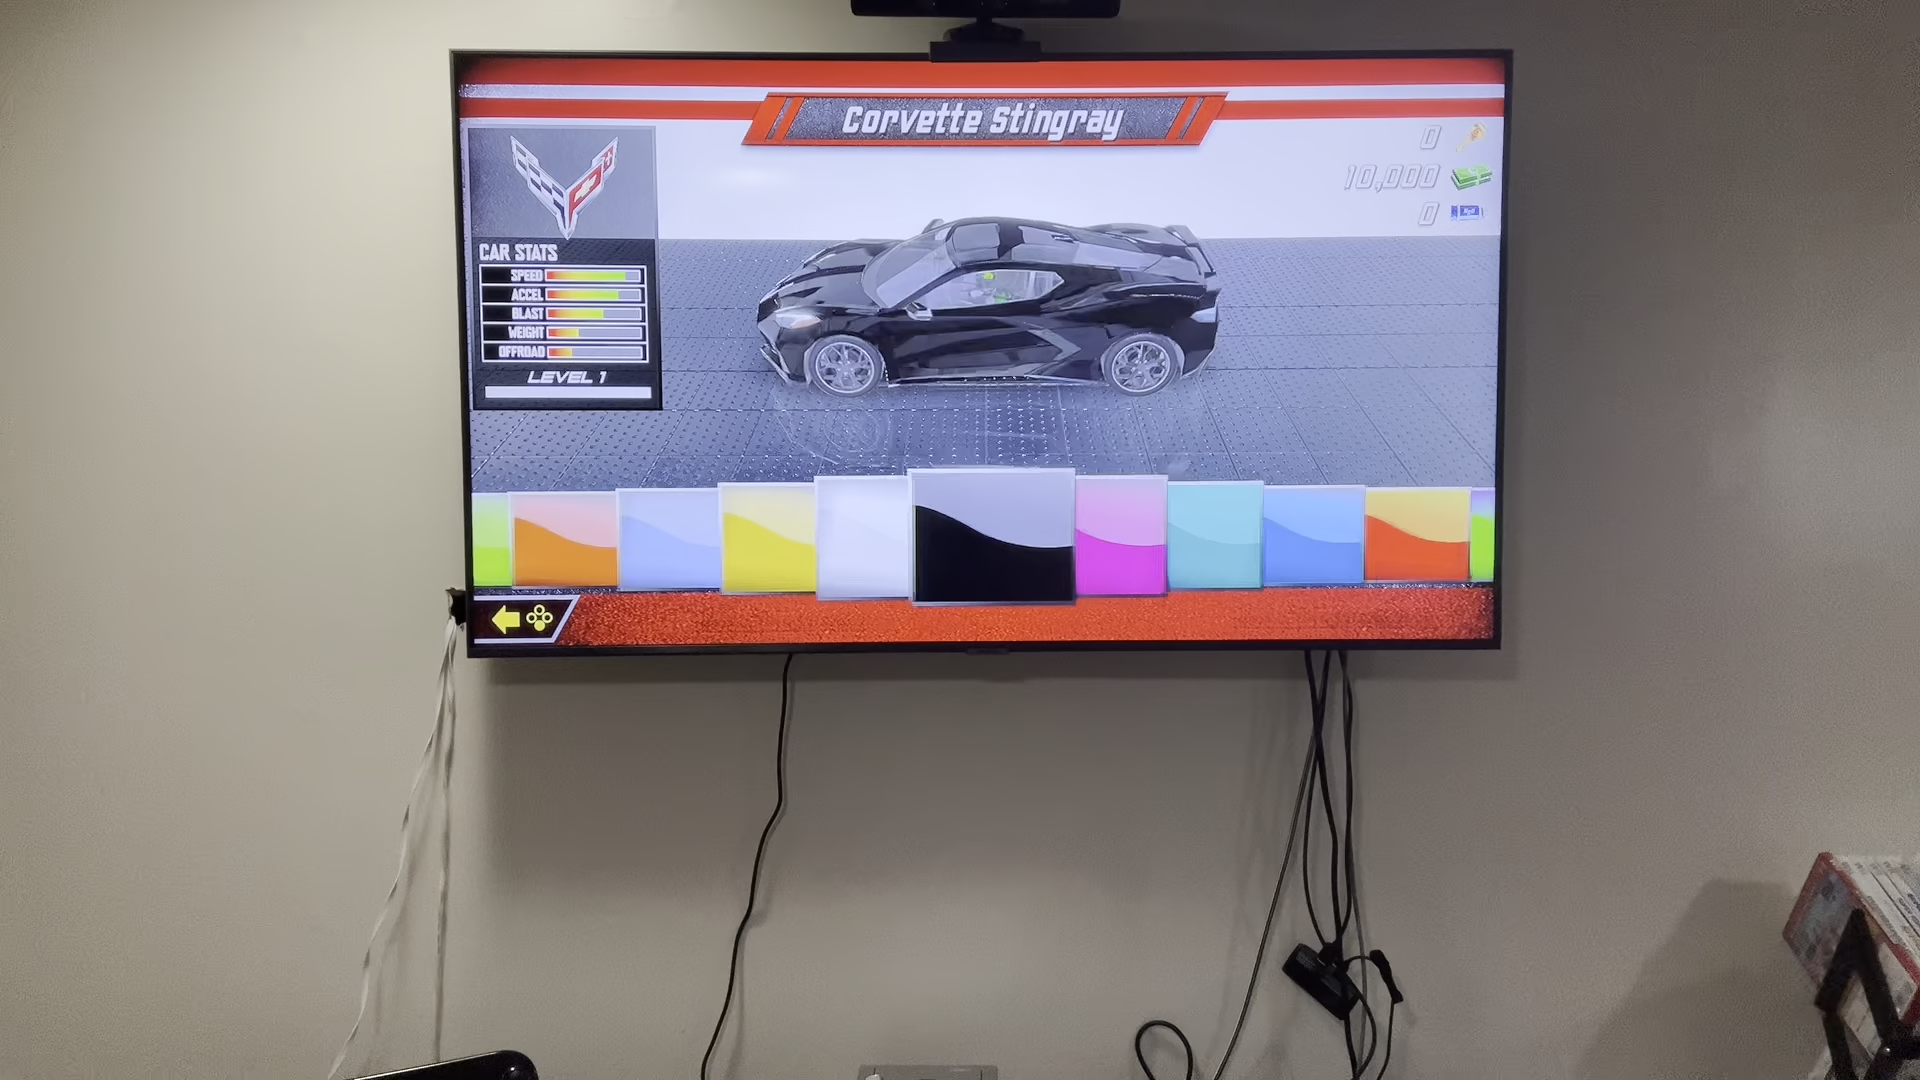 Corvette Stingray
0
10,000
0
CAR STATS
SPEED
ACCEL
BLAST
WEIGHT
OFFROAD
LEVEL 1